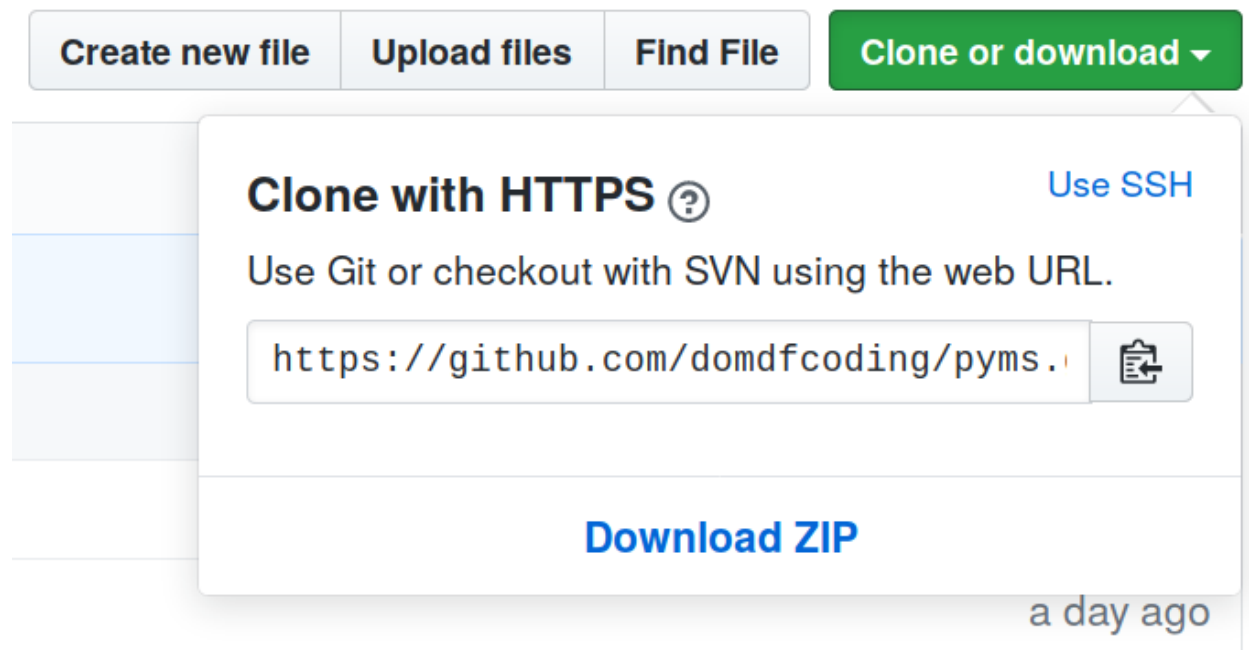 Create new file Upload files Find File Clone or download
Clone with HTTPS Use SSH
Use Git or checkout with SVN using the web URL.
https://github.com/domdfcoding/pyms.
Download ZIP
a day ago